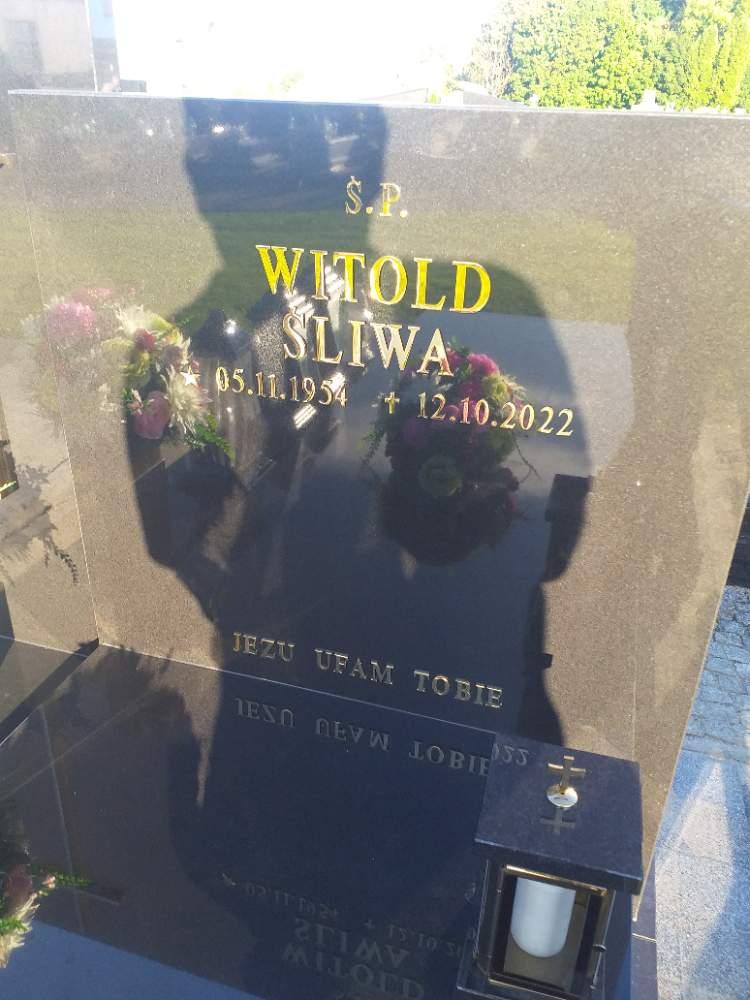 Ś.P.
WITOLD
ŚLIWA
★ 05.11.1954 ✝ 12.10.2022
JEZU UFAM TOBIE